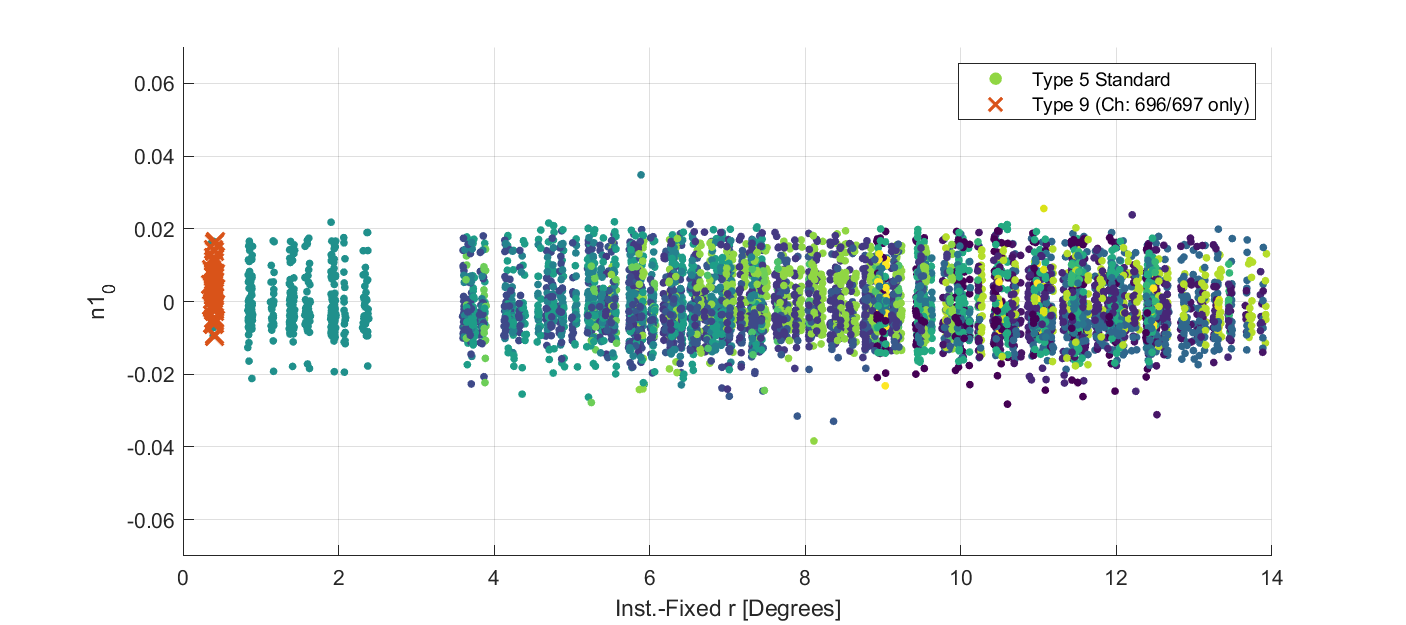 Type 5 Standard
Type 9 (Ch: 696/697 only)
0.06
0.04
0.02
0
-0.02
-0.04
-0.06
n1₀
0 2 4 6 8 10 12 14
Inst.-Fixed r [Degrees]